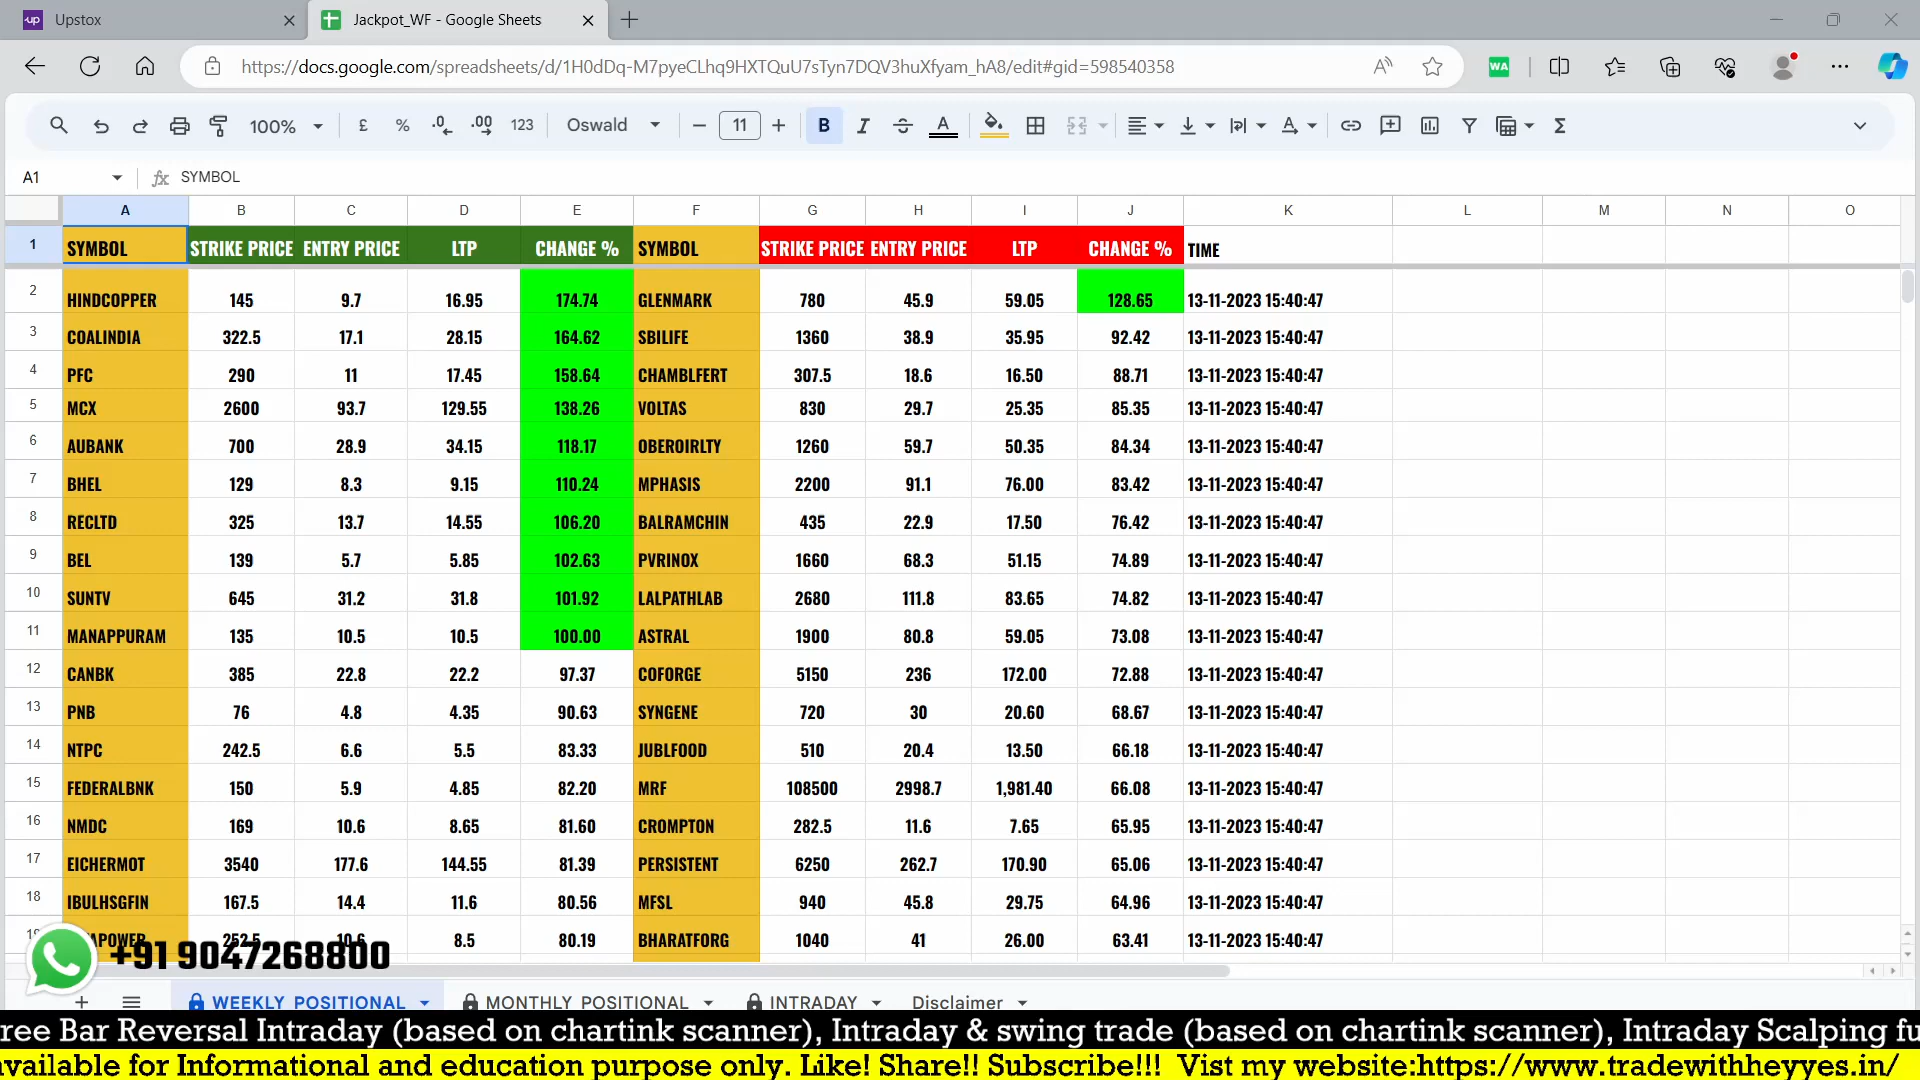 Upstox
Jackpot_WF - Google Sheets
https://docs.google.com/spreadsheets/d/1H0dDq-M7pyeCLhq9HXTQuU7sTyn7DQV3huXfyam_hA8/edit#gid=598540358
WA
100% £ % .0 .00 123 Oswald 11 B I A Σ
A1 fx SYMBOL
A B C D E F G H I J K L M N O
1 SYMBOL STRIKE PRICE ENTRY PRICE LTP CHANGE % SYMBOL STRIKE PRICE ENTRY PRICE LTP CHANGE % TIME
2 HINDCOPPER 145 9.7 16.95 174.74 GLENMARK 780 45.9 59.05 128.65 13-11-2023 15:40:47
3 COALINDIA 322.5 17.1 28.15 164.62 SBILIFE 1360 38.9 35.95 92.42 13-11-2023 15:40:47
4 PFC 290 11 17.45 158.64 CHAMBLFERT 307.5 18.6 16.50 88.71 13-11-2023 15:40:47
5 MCX 2600 93.7 129.55 138.26 VOLTAS 830 29.7 25.35 85.35 13-11-2023 15:40:47
6 AUBANK 700 28.9 34.15 118.17 OBEROIRLTY 1260 59.7 50.35 84.34 13-11-2023 15:40:47
7 BHEL 129 8.3 9.15 110.24 MPHASIS 2200 91.1 76.00 83.42 13-11-2023 15:40:47
8 RECLTD 325 13.7 14.55 106.20 BALRAMCHIN 435 22.9 17.50 76.42 13-11-2023 15:40:47
9 BEL 139 5.7 5.85 102.63 PVRINOX 1660 68.3 51.15 74.89 13-11-2023 15:40:47
10 SUNTV 645 31.2 31.8 101.92 LALPATHLAB 2680 111.8 83.65 74.82 13-11-2023 15:40:47
11 MANAPPURAM 135 10.5 10.5 100.00 ASTRAL 1900 80.8 59.05 73.08 13-11-2023 15:40:47
12 CANBK 385 22.8 22.2 97.37 COFORGE 5150 236 172.00 72.88 13-11-2023 15:40:47
13 PNB 76 4.8 4.35 90.63 SYNGENE 720 30 20.60 68.67 13-11-2023 15:40:47
14 NTPC 242.5 6.6 5.5 83.33 JUBLFOOD 510 20.4 13.50 66.18 13-11-2023 15:40:47
15 FEDERALBNK 150 5.9 4.85 82.20 MRF 108500 2998.7 1,981.40 66.08 13-11-2023 15:40:47
16 NMDC 169 10.6 8.65 81.60 CROMPTON 282.5 11.6 7.65 65.95 13-11-2023 15:40:47
17 EICHERMOT 3540 177.6 144.55 81.39 PERSISTENT 6250 262.7 170.90 65.06 13-11-2023 15:40:47
18 IBULHSGFIN 167.5 14.4 11.6 80.56 MFSL 940 45.8 29.75 64.96 13-11-2023 15:40:47
19 APOWER 252.5 10.6 8.5 80.19 BHARATFORG 1040 41 26.00 63.41 13-11-2023 15:40:47
+91 9047268800
WEEKLY POSITIONAL MONTHLY POSITIONAL INTRADAY Disclaimer
ree Bar Reversal Intraday (based on chartink scanner), Intraday & swing trade (based on chartink scanner), Intraday Scalping fu
vailable for Informational and education purpose only. Like! Share!! Subscribe!!! Vist my website:https://www.tradewithheyyes.in/